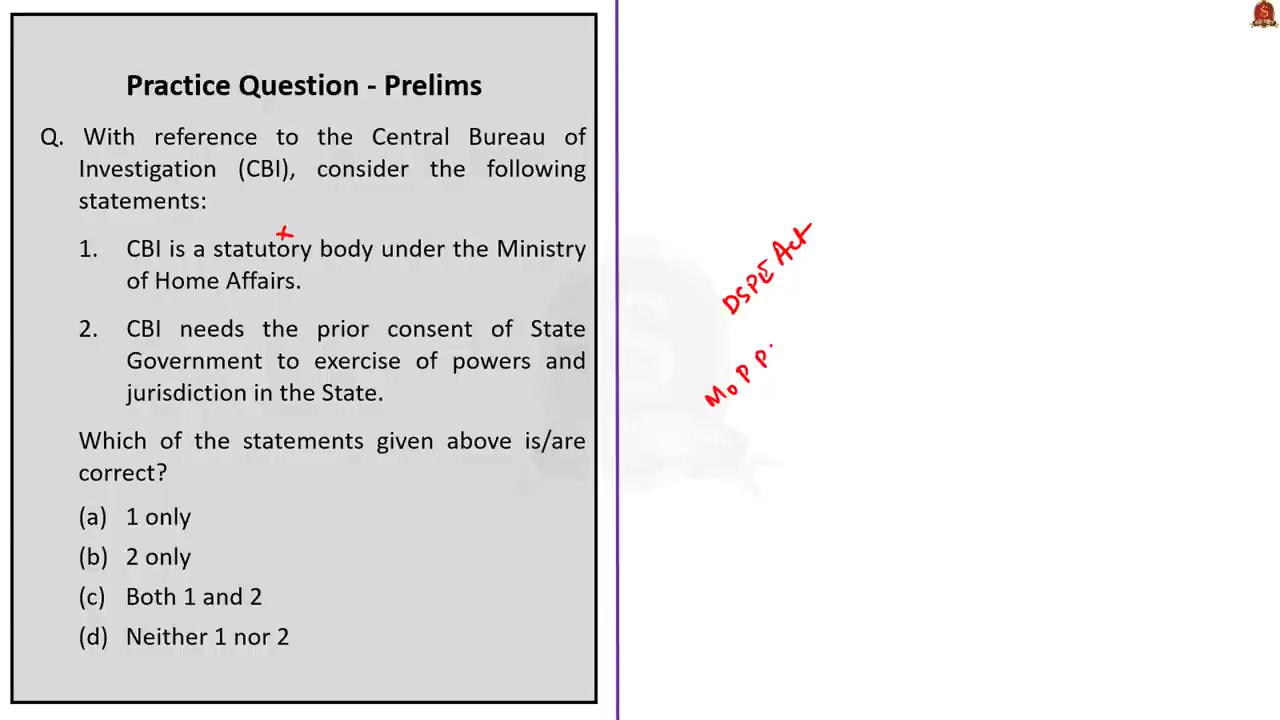 Practice Question - Prelims
Q. With reference to the Central Bureau of
Investigation (CBI), consider the following
statements:
1. CBI is a statutory body under the Ministry
of Home Affairs.
2. CBI needs the prior consent of State
Government to exercise of powers and
jurisdiction in the State.
Which of the statements given above is/are
correct?
(a) 1 only
(b) 2 only
(c) Both 1 and 2
(d) Neither 1 nor 2
DSPE Act
MoPP